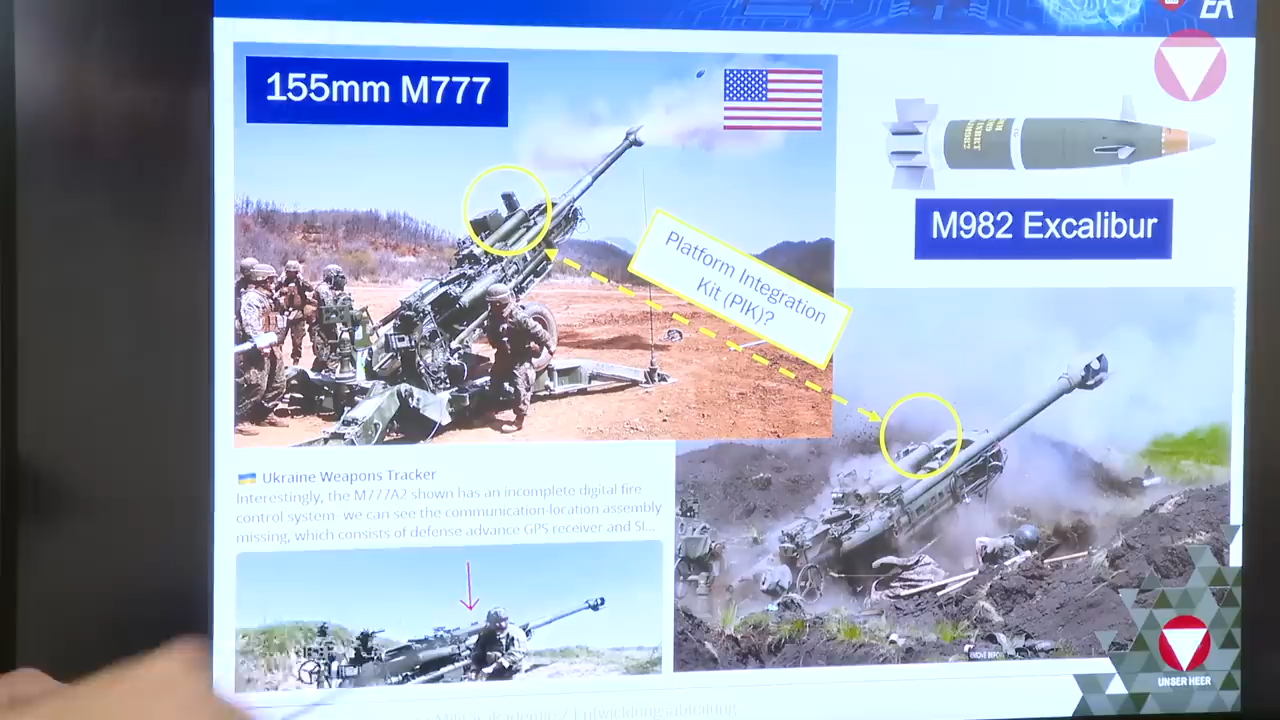 155mm M777
M982 Excalibur
Platform Integration
Kit (PIK)?
Ukraine Weapons Tracker
Interestingly, the M777A2 shown has an incomplete digital fire
control system- we can see the communication-location assembly
missing, which consists of defense advance GPS receiver and SI...
UNSER HEER